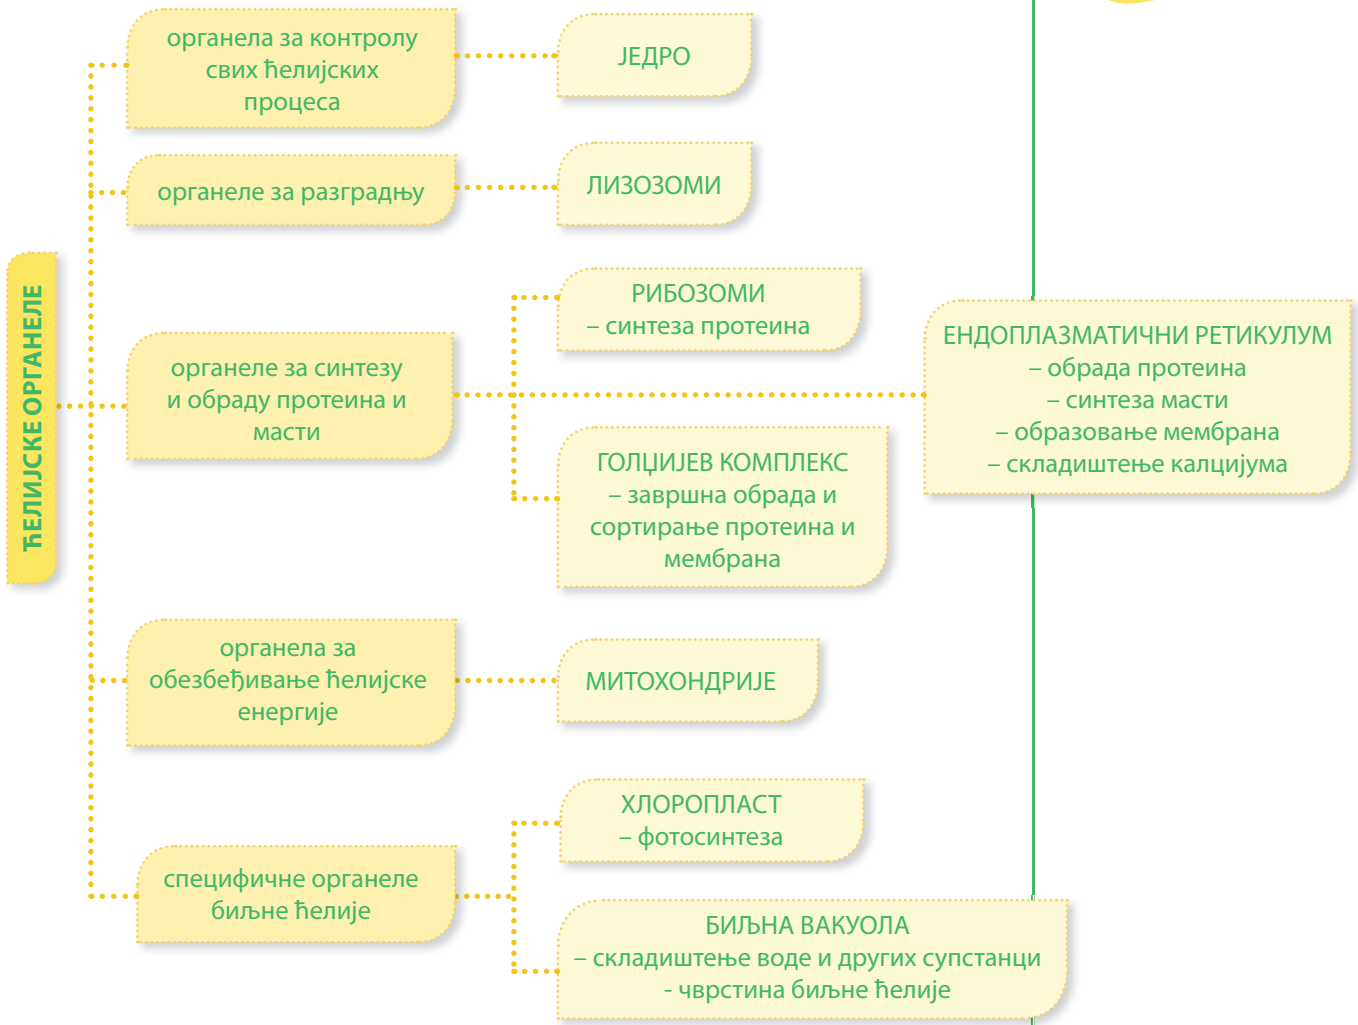 ЋЕЛИЈСКЕ ОРГАНЕЛЕ
органела за контролу
свих ћелијских
процеса
ЈЕДРО
органеле за разградњу
ЛИЗОЗОМИ
органеле за синтезу
и обраду протеина и
масти
РИБОЗОМИ
– синтеза протеина
ЕНДОПЛАЗМАТИЧНИ РЕТИКУЛУМ
– обрада протеина
– синтеза масти
– образовање мембрана
– складиштење калцијума
ГОЛЏИЈЕВ КОМПЛЕКС
– завршна обрада и
сортирање протеина и
мембрана
органела за
обезбеђивање ћелијске
енергије
МИТОХОНДРИЈЕ
специфичне органеле
биљне ћелије
ХЛОРОПЛАСТ
– фотосинтеза
БИЉНА ВАКУОЛА
– складиштење воде и других супстанци
- чврстина биљне ћелије